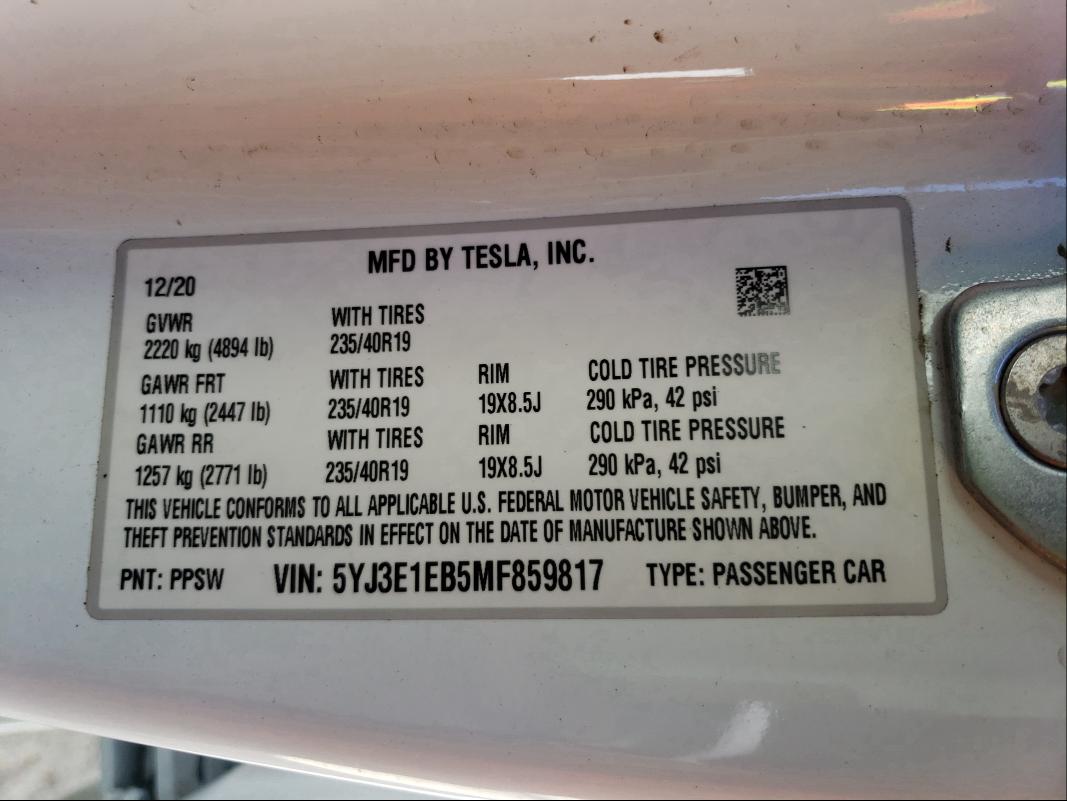 MFD BY TESLA, INC.
12/20
GVWR WITH TIRES
2220 kg (4894 lb) 235/40R19
GAWR FRT WITH TIRES RIM COLD TIRE PRESSURE
1110 kg (2447 lb) 235/40R19 19X8.5J 290 kPa, 42 psi
GAWR RR WITH TIRES RIM COLD TIRE PRESSURE
1257 kg (2771 lb) 235/40R19 19X8.5J 290 kPa, 42 psi
THIS VEHICLE CONFORMS TO ALL APPLICABLE U.S. FEDERAL MOTOR VEHICLE SAFETY, BUMPER, AND
THEFT PREVENTION STANDARDS IN EFFECT ON THE DATE OF MANUFACTURE SHOWN ABOVE.
PNT: PPSW VIN: 5YJ3E1EB5MF859817 TYPE: PASSENGER CAR